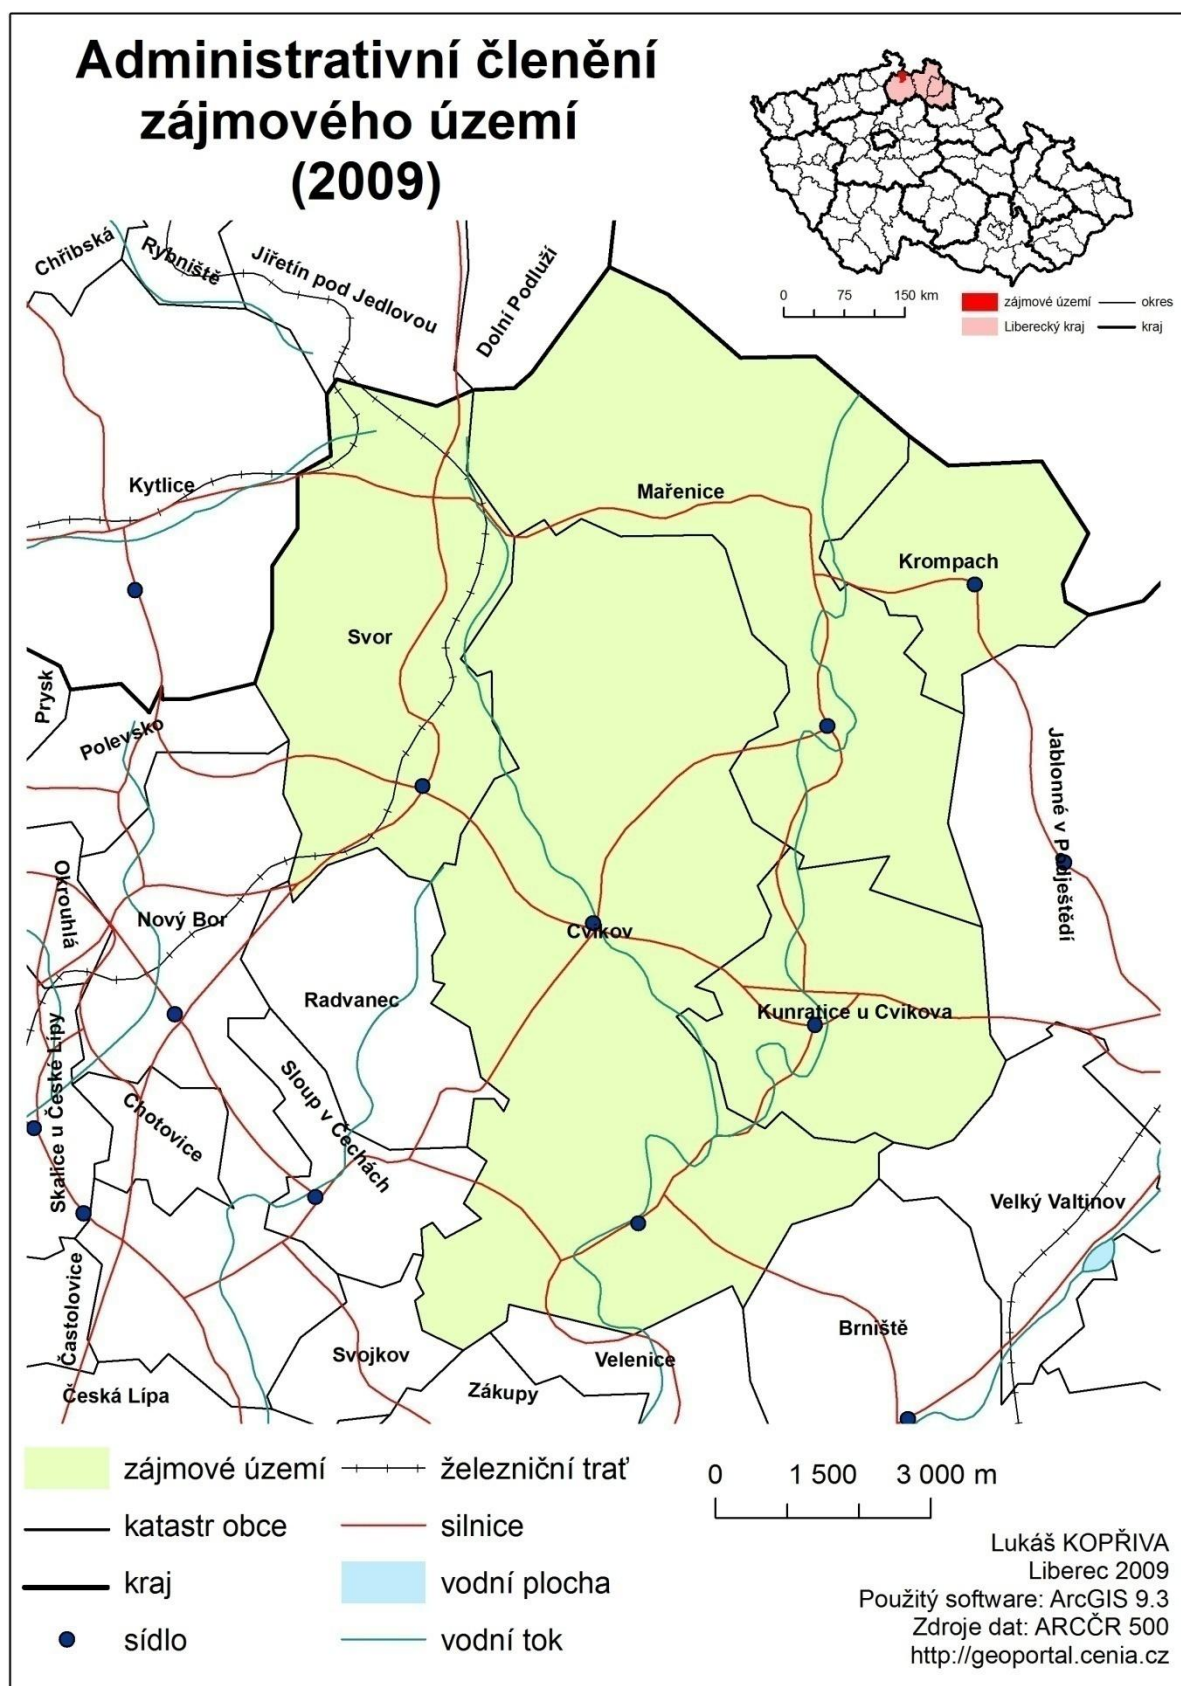 Administrativní členění
zájmového území
(2009)
0 75 150 km
zájmové území
okres
Liberecký kraj
kraj
Chřibská
Rybniště
Jiřetín pod Jedlovou
Dolní Podluží
Kytlice
Mařenice
Krompach
Svor
Prysk
Polevsko
Jablonné v Podještědí
Okrouhlá
Nový Bor
Cvikov
Radvanec
Kunratice u Cvikova
Skalice u České Lípy
Chotovice
Sloup v Čechách
Velký Valtinov
Častolovice
Svojkov
Velenice
Brniště
Česká Lípa
Zákupy
zájmové území
železniční trať
0 1 500 3 000 m
katastr obce
silnice
kraj
vodní plocha
sídlo
vodní tok
Lukáš KOPŘIVA
Liberec 2009
Použitý software: ArcGIS 9.3
Zdroje dat: ARCČR 500
http://geoportal.cenia.cz